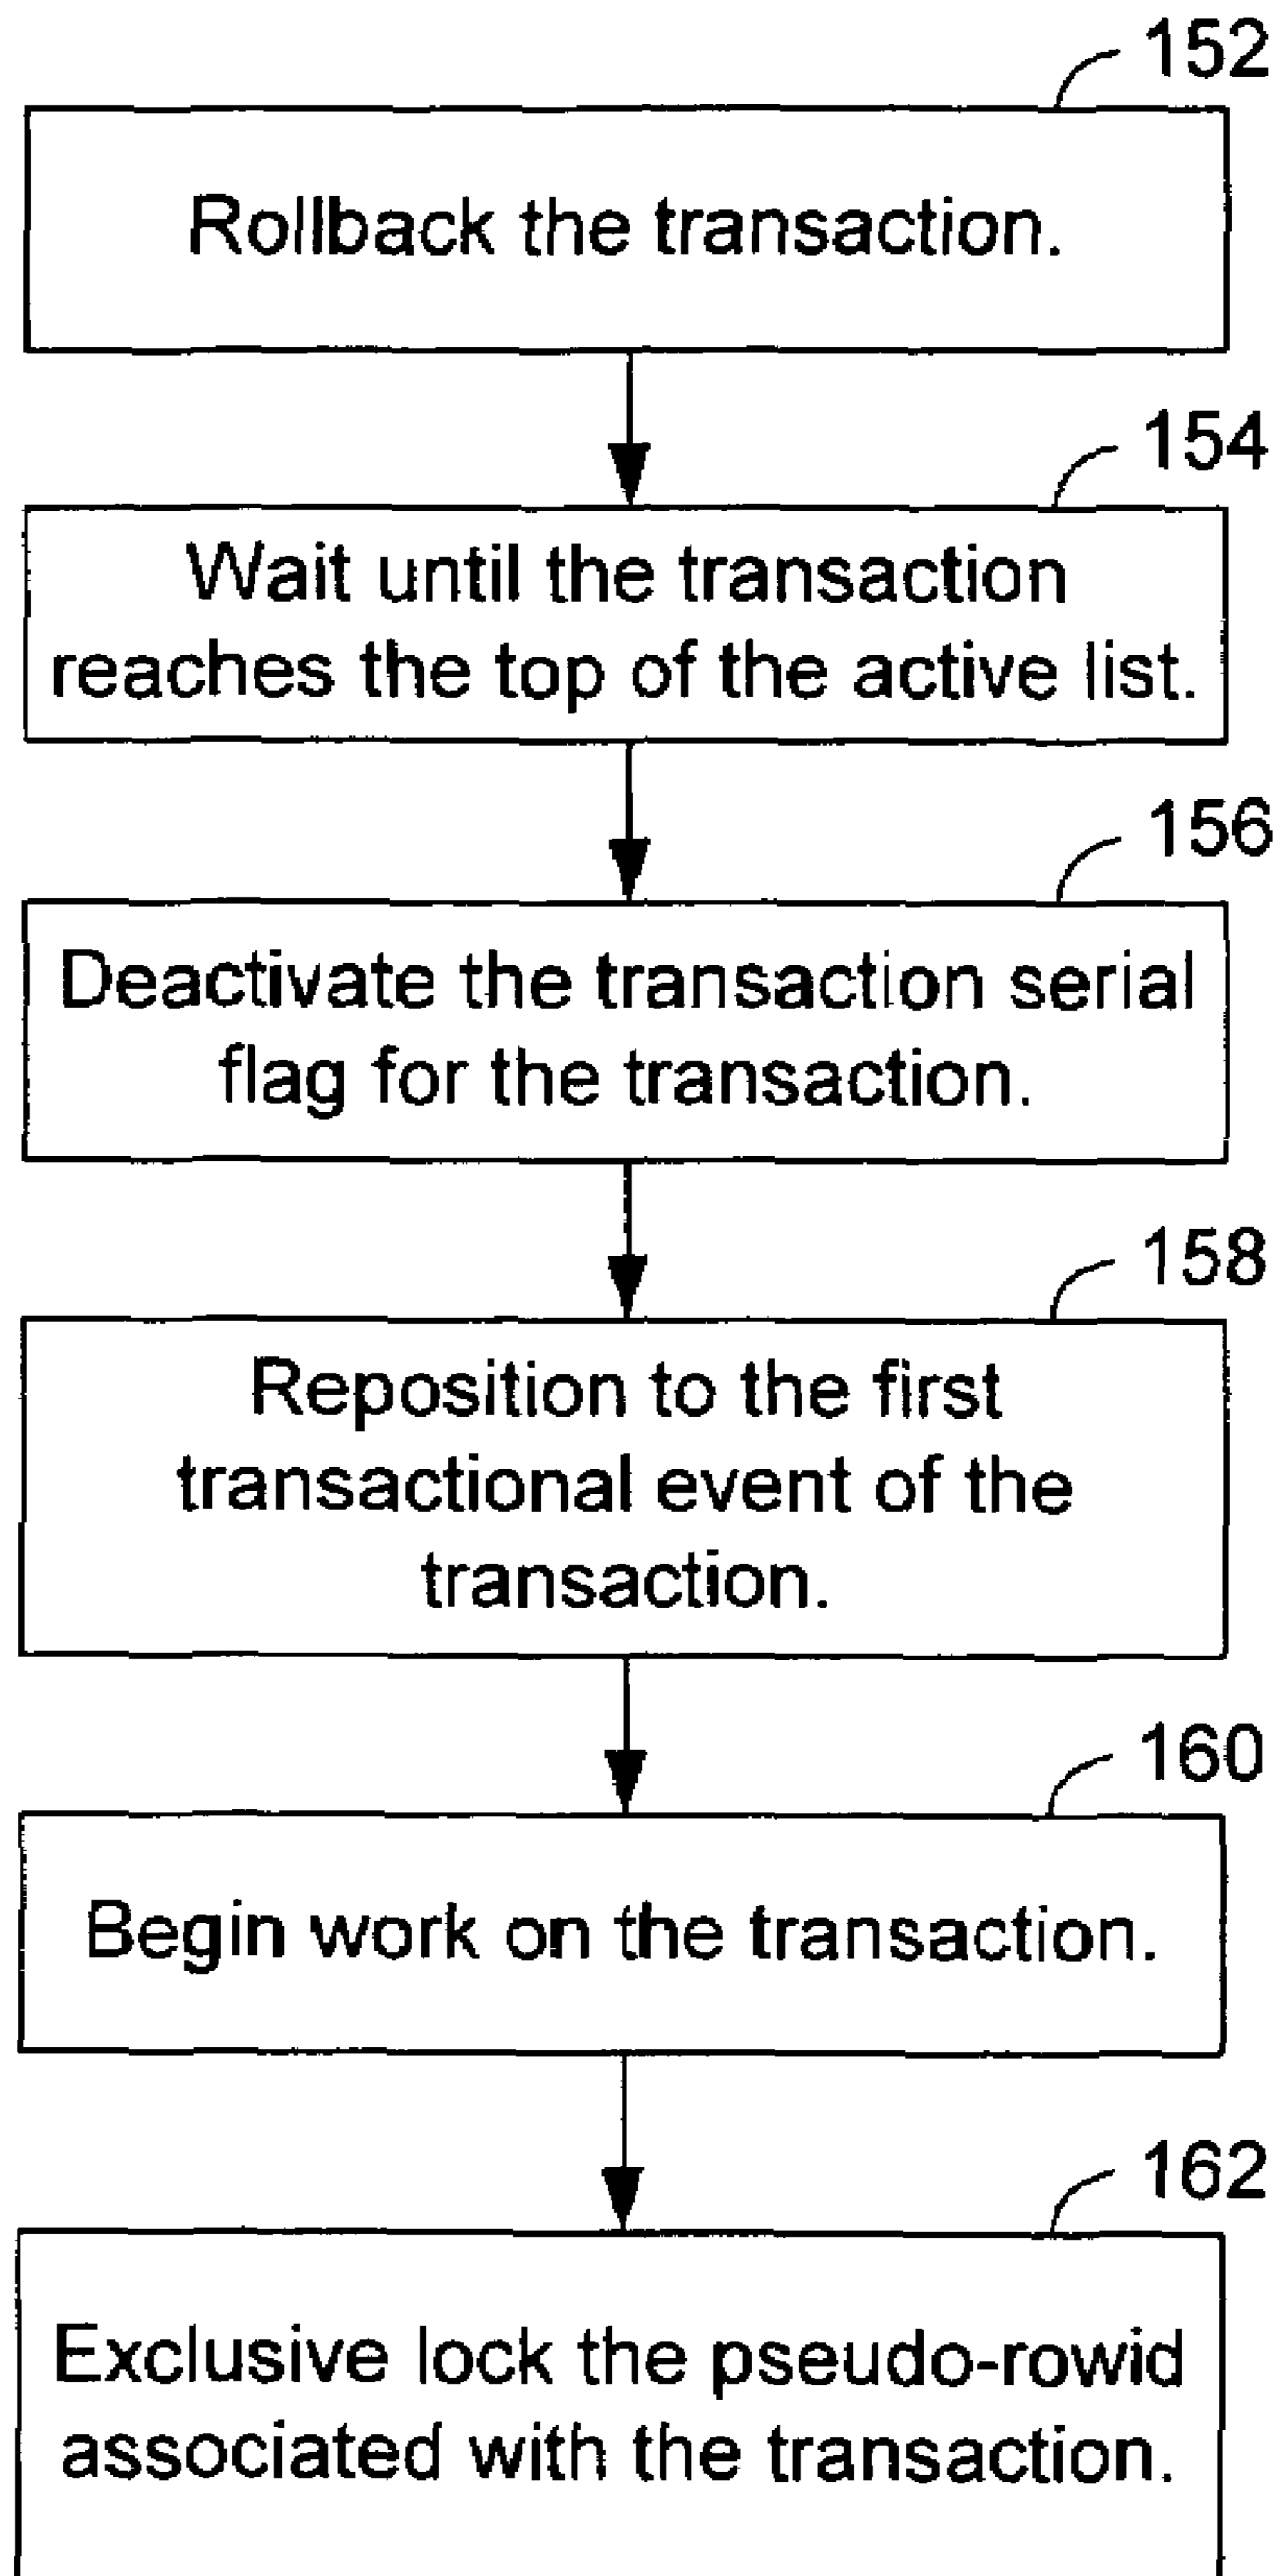 152
Rollback the transaction.
154
Wait until the transaction
reaches the top of the active list.
156
Deactivate the transaction serial
flag for the transaction.
158
Reposition to the first
transactional event of the
transaction.
160
Begin work on the transaction.
162
Exclusive lock the pseudo-rowid
associated with the transaction.